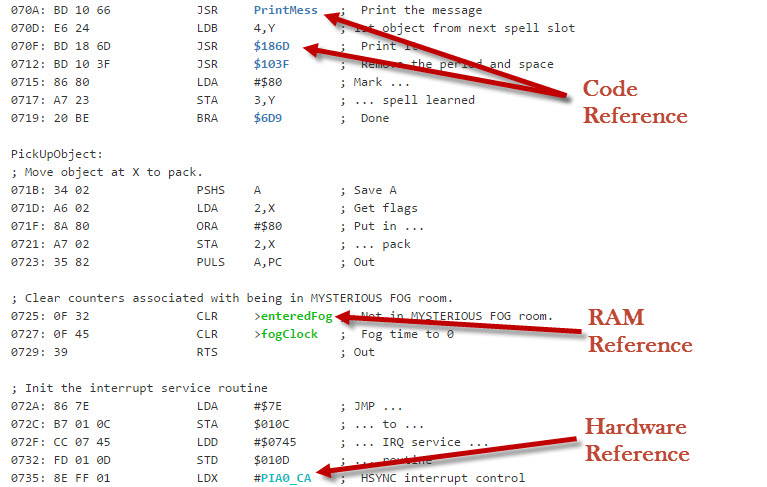 070A: BD 10 66 JSR PrintMess ; Print the message
070D: E6 24 LDB 4,Y ; 1st object from next spell slot
070F: BD 18 6D JSR $186D ; Print
0712: BD 10 3F JSR $103F ; Remove the period and space
0715: 86 80 LDA #$80 ; Mark ...
0717: A7 23 STA 3,Y ; ... spell learned
0719: 20 BE BRA $6D9 ; Done
Code
Reference
PickUpObject:
; Move object at X to pack.
071B: 34 02 PSHS A ; Save A
071D: A6 02 LDA 2,X ; Get flags
071F: 8A 80 ORA #$80 ; Put in ...
0721: A7 02 STA 2,X ; ... pack
0723: 35 82 PULS A,PC ; Out
; Clear counters associated with being in MYSTERIOUS FOG room.
0725: 0F 32 CLR >enteredFog ; Not in MYSTERIOUS FOG room.
0727: 0F 45 CLR >fogClock ; Fog time to 0
0729: 39 RTS ; Out
RAM
Reference
; Init the interrupt service routine
072A: 86 7E LDA #$7E ; JMP ...
072C: B7 01 0C STA $010C ; ... to ...
072F: CC 07 45 LDD #$0745 ; ... IRQ service ...
0732: FD 01 0D STD $010D ; ... routine
0735: 8E FF 01 LDX #PIA0_CA ; HSYNC interrupt control
Hardware
Reference